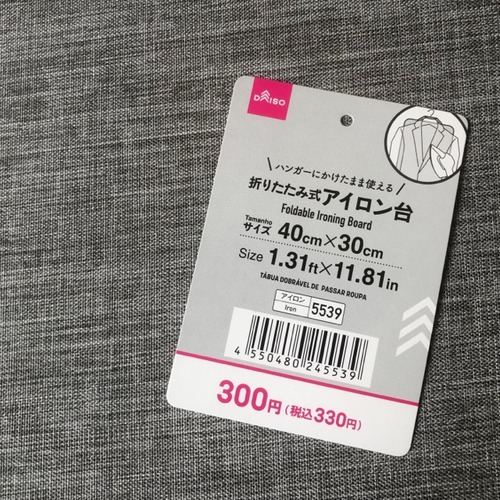 DAISO
ハンガーにかけたまま使える
折りたたみ式アイロン台
Foldable Ironing Board
Tamanho
サイズ 40cm×30cm
Size 1.31ft×11.81in
TÁBUA DOBRÁVEL DE PASSAR ROUPA
アイロン
Iron
5539
4 550480 245539
300円(税込330円)